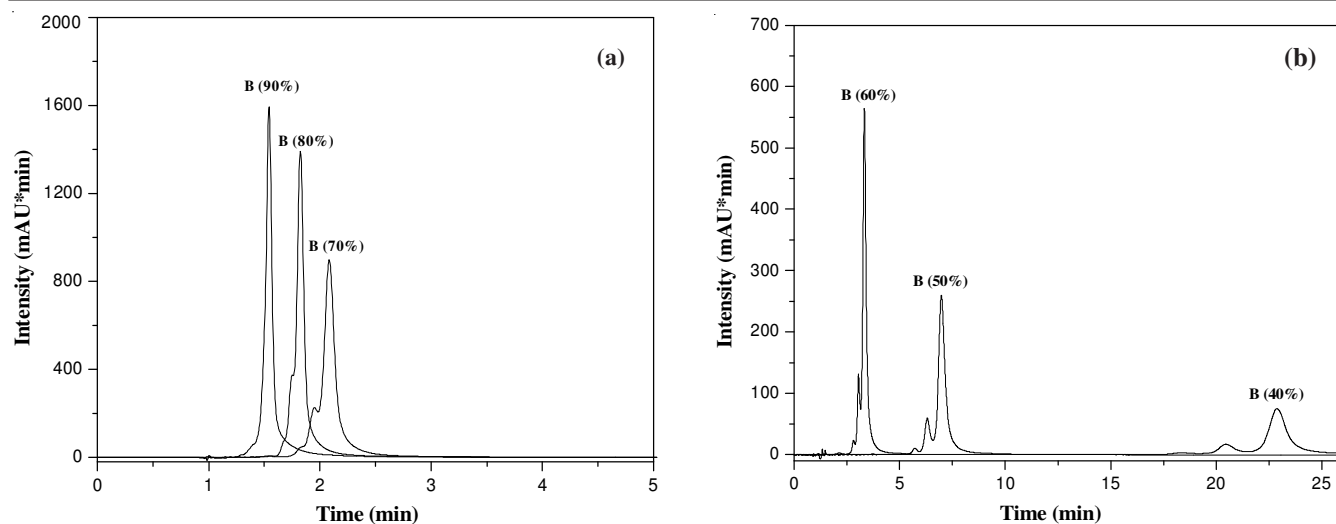 2000
1600
1200
800
400
0
Intensity (mAU*min)
(a)
B (90%)
B (80%)
B (70%)
0 1 2 3 4 5
Time (min)
700
600
500
400
300
200
100
0
Intensity (mAU*min)
(b)
B (60%)
B (50%)
B (40%)
0 5 10 15 20 25
Time (min)